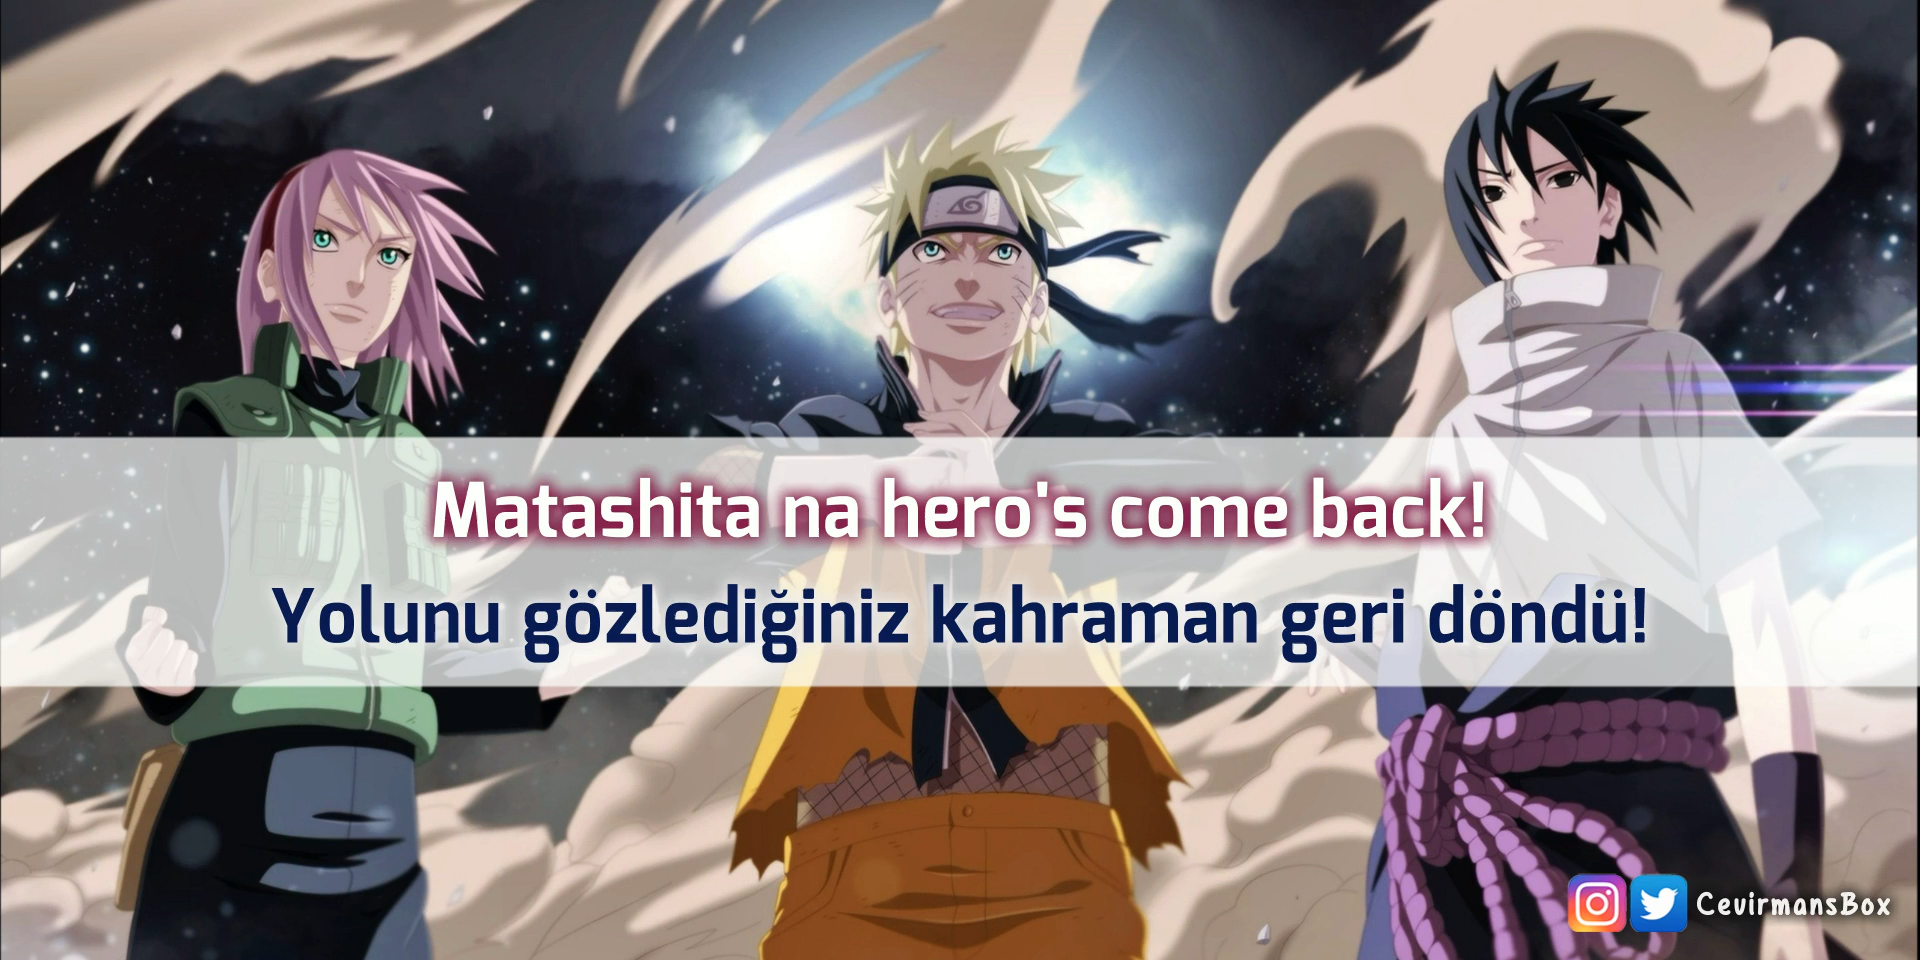 Matashita na hero's come back!
Yolunu gözlediğiniz kahraman geri döndü!
CevirmansBox